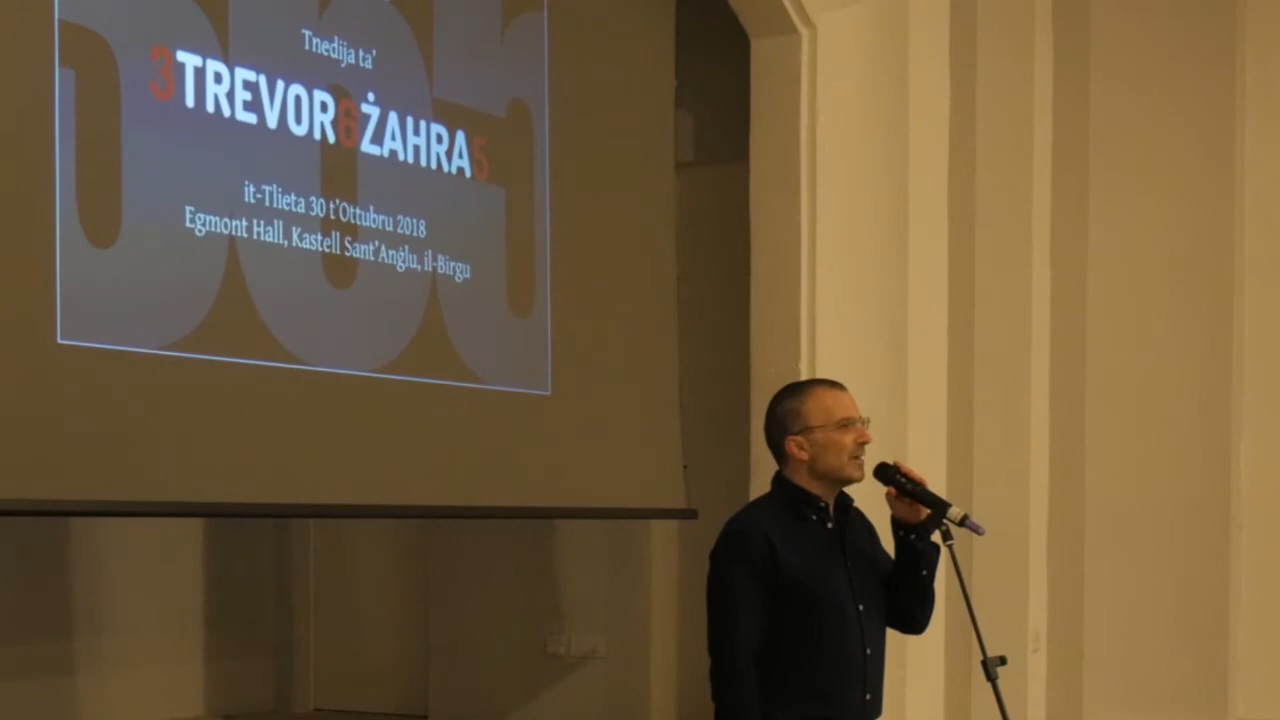 Tnedija ta'
3TREVOR6ŻAHRA5
it-Tlieta 30 t'Ottubru 2018
Egmont Hall, Kastell Sant'Anġlu, il-Birgu